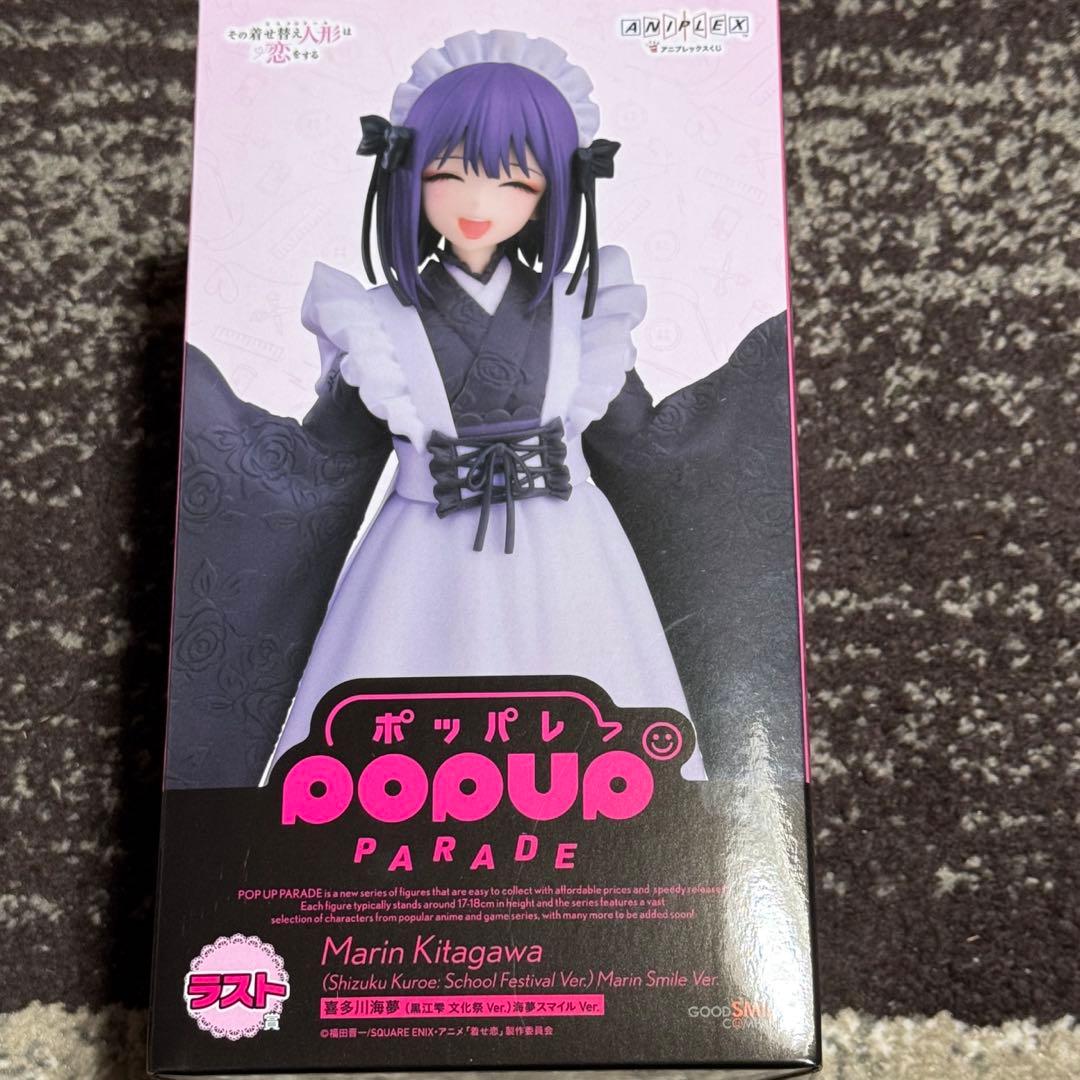 その着せ替え人形は
恋をする
ANIPLEX
アニプレックスくじ
ポッパレ
POP UP
PARADE
POP UP PARADE is a new series of figures that are easy to collect with affordable prices and speedy releases!
Each figure typically stands around 17-18cm in height and the series features a vast
selection of characters from popular anime and game series, with many more to be added soon!
Marin Kitagawa
(Shizuku Kuroe: School Festival Ver.) Marin Smile Ver.
喜多川海夢 (黒江雫 文化祭 Ver.) 海夢スマイル Ver.
ラスト
賞
GOOD SMILE
COMPANY
©福田晋一/SQUARE ENIX・アニメ「着せ恋」製作委員会